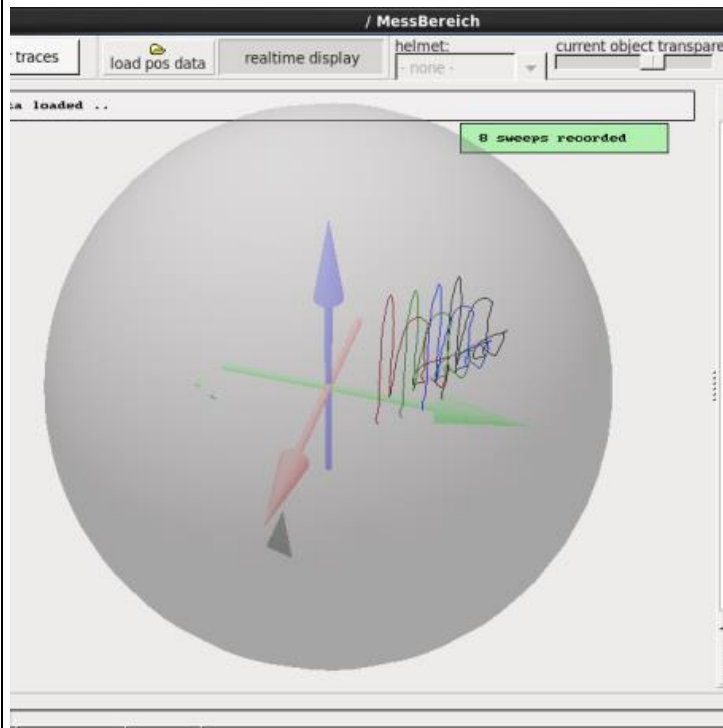 / MessBereich
traces
load pos data
realtime display
helmet:
- none -
current object transpare
a loaded ..
8 sweeps recorded